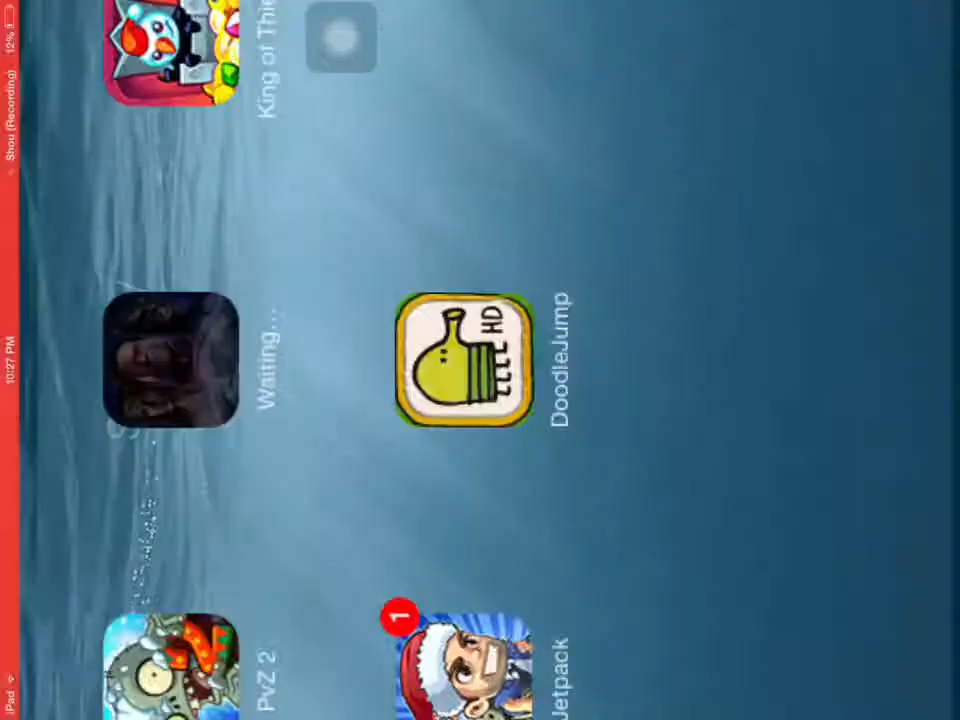 iPad 10:27 PM Shou (Recording) 12%
PvZ 2
Waiting...
King of Thie
1
Jetpack
HD
DoodleJump